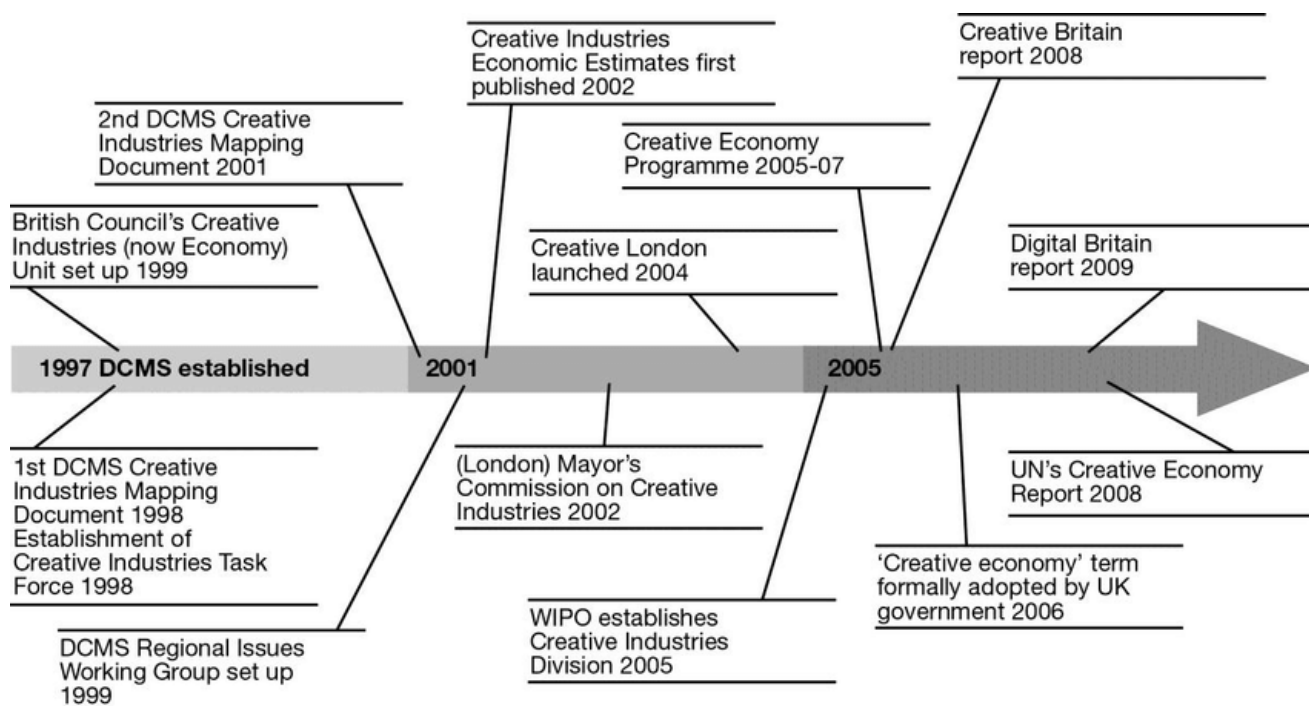 Creative Industries
Economic Estimates first
published 2002
Creative Britain
report 2008
2nd DCMS Creative
Industries Mapping
Document 2001
Creative Economy
Programme 2005-07
British Council’s Creative
Industries (now Economy)
Unit set up 1999
Creative London
launched 2004
Digital Britain
report 2009
1997 DCMS established
2001
2005
1st DCMS Creative
Industries Mapping
Document 1998
Establishment of
Creative Industries Task
Force 1998
(London) Mayor’s
Commission on Creative
Industries 2002
UN’s Creative Economy
Report 2008
‘Creative economy’ term
formally adopted by UK
government 2006
WIPO establishes
Creative Industries
Division 2005
DCMS Regional Issues
Working Group set up
1999